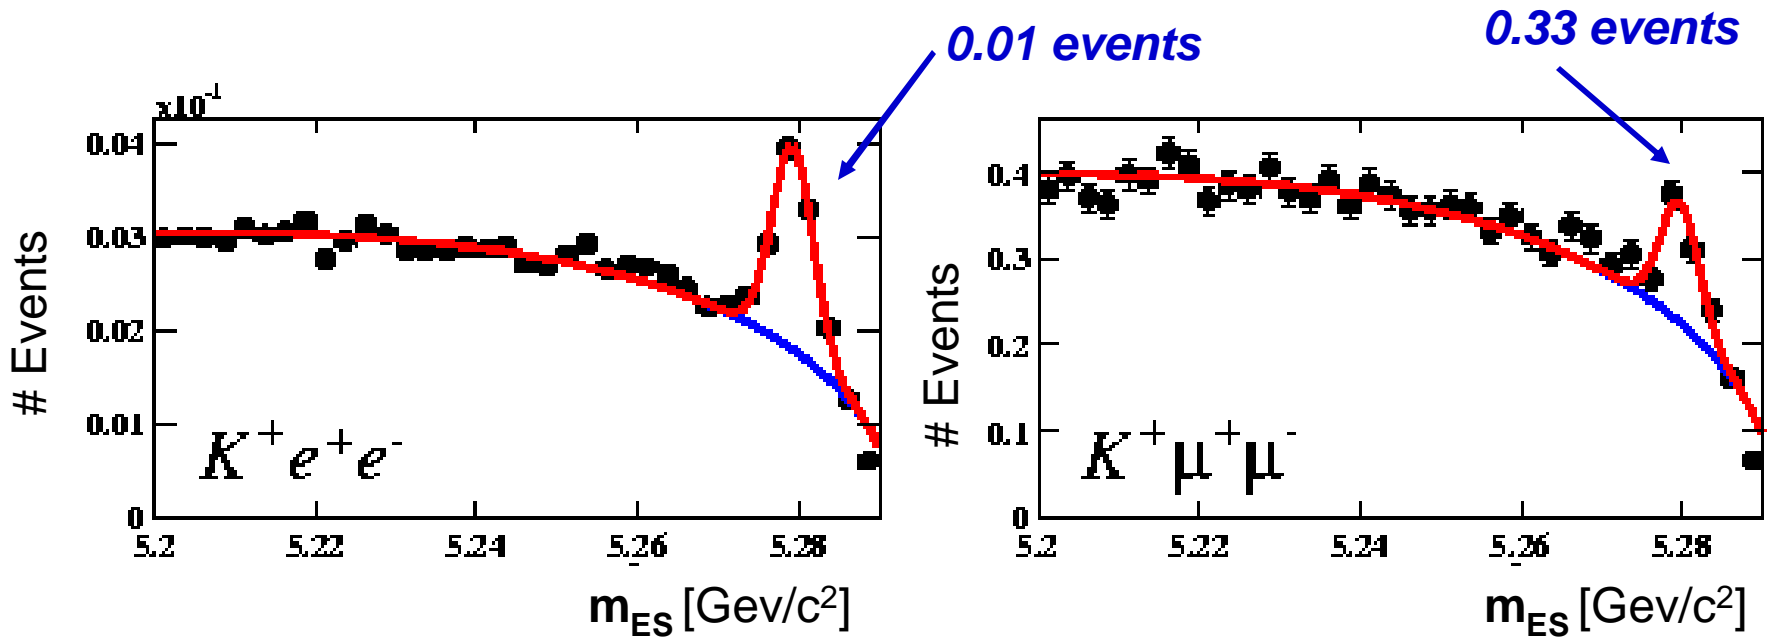 0.01 events
0.33 events
x10⁻¹
0.04
0.03
0.02
0.01
0
5.2
5.22
5.24
5.26
5.28
# Events
K⁺e⁺e⁻
m_ES [Gev/c²]
0.4
0.3
0.2
0.1
0
5.2
5.22
5.24
5.26
5.28
# Events
K⁺μ⁺μ⁻
m_ES [Gev/c²]